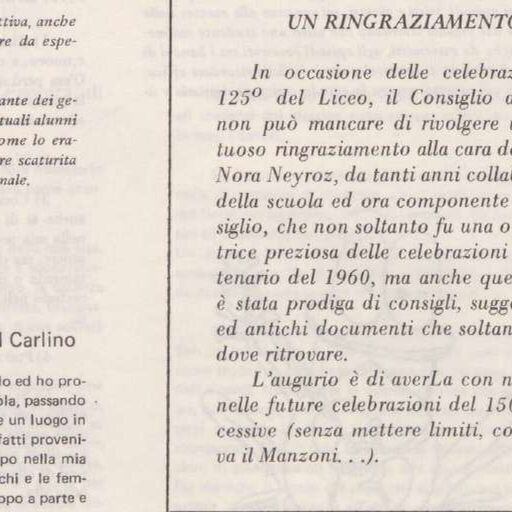 ttiva, anche
re da espe-
ante dei ge-
tuali alunni
ome lo era-
re scaturita
nale.
l Carlino
lo ed ho pro-
ola, passando
e un luogo in
fatti proveni-
po nella mia
chi e le fem-
opo a parte e
UN RINGRAZIAMENTO
In occasione delle celebraz
125º del Liceo, il Consiglio d
non può mancare di rivolgere u
tuoso ringraziamento alla cara do
Nora Neyroz, da tanti anni collab
della scuola ed ora componente
siglio, che non soltanto fu una o
trice preziosa delle celebrazioni
tenario del 1960, ma anche que
è stata prodiga di consigli, sugge
ed antichi documenti che soltan
dove ritrovare.
L'augurio è di averLa con n
nelle future celebrazioni del 150
cessive (senza mettere limiti, co
va il Manzoni. . .).